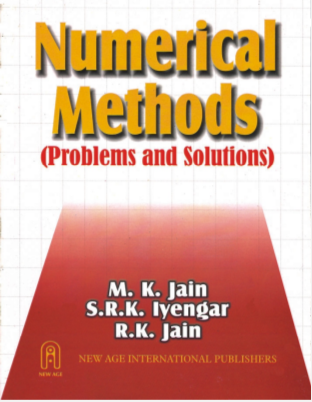 Numerical
Methods
(Problems and Solutions)
M. K. Jain
S.R.K. Iyengar
R.K. Jain
NEW AGE INTERNATIONAL PUBLISHERS
NEW AGE